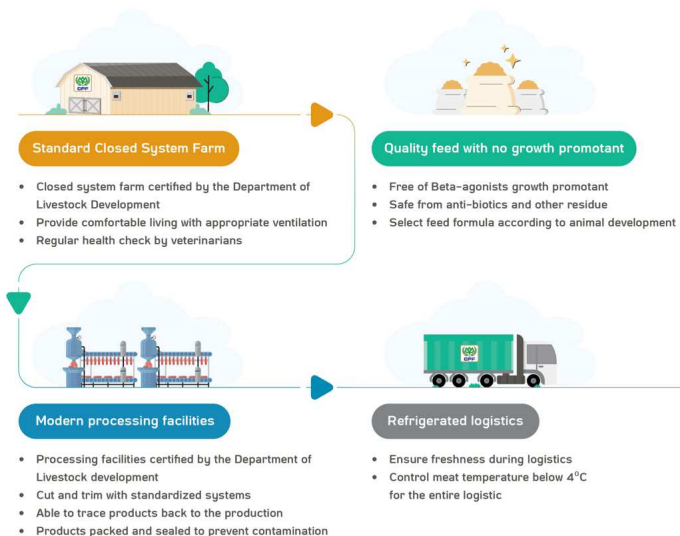 CPF
Standard Closed System Farm
• Closed system farm certified by the Department of
Livestock Development
• Provide comfortable living with appropriate ventilation
• Regular health check by veterinarians
Quality feed with no growth promotant
• Free of Beta-agonists growth promotant
• Safe from anti-biotics and other residue
• Select feed formula according to animal development
Modern processing facilities
• Processing facilities certified by the Department of
Livestock development
• Cut and trim with standardized systems
• Able to trace products back to the production
• Products packed and sealed to prevent contamination
CPF
Refrigerated logistics
• Ensure freshness during logistics
• Control meat temperature below 4°C
for the entire logistic